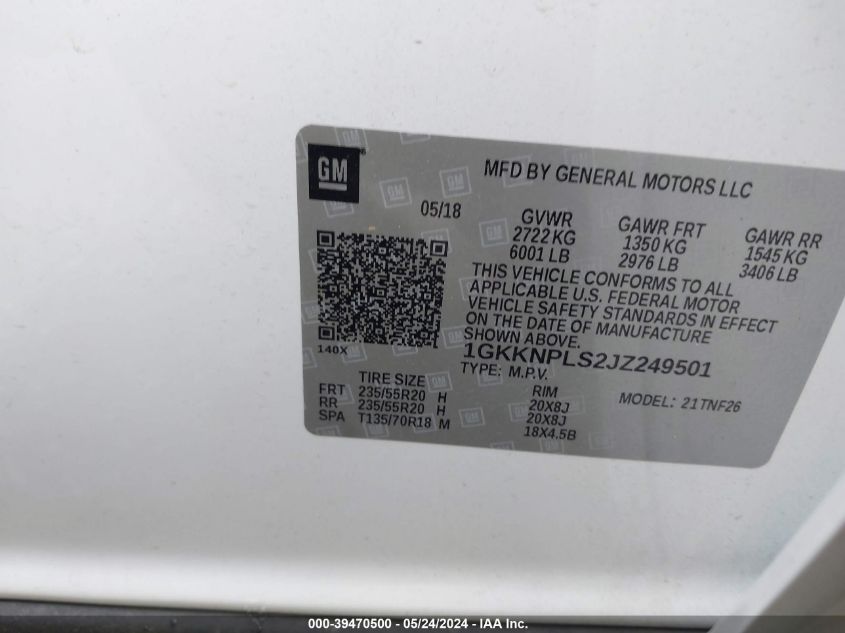 GM
MFD BY GENERAL MOTORS LLC
05/18
GVWR
2722 KG
6001 LB
GAWR FRT
1350 KG
2976 LB
GAWR RR
1545 KG
3406 LB
THIS VEHICLE CONFORMS TO ALL
APPLICABLE U.S. FEDERAL MOTOR
VEHICLE SAFETY STANDARDS IN EFFECT
ON THE DATE OF MANUFACTURE
SHOWN ABOVE.
140X
1GKKNPLS2JZ249501
TYPE: M.P.V.
MODEL: 21TNF26
TIRE SIZE RIM
FRT 235/55R20 H 20X8J
RR 235/55R20 H 20X8J
SPA T135/70R18 M 18X4.5B
000-39470500 / 05/24/2024 - IAA Inc.